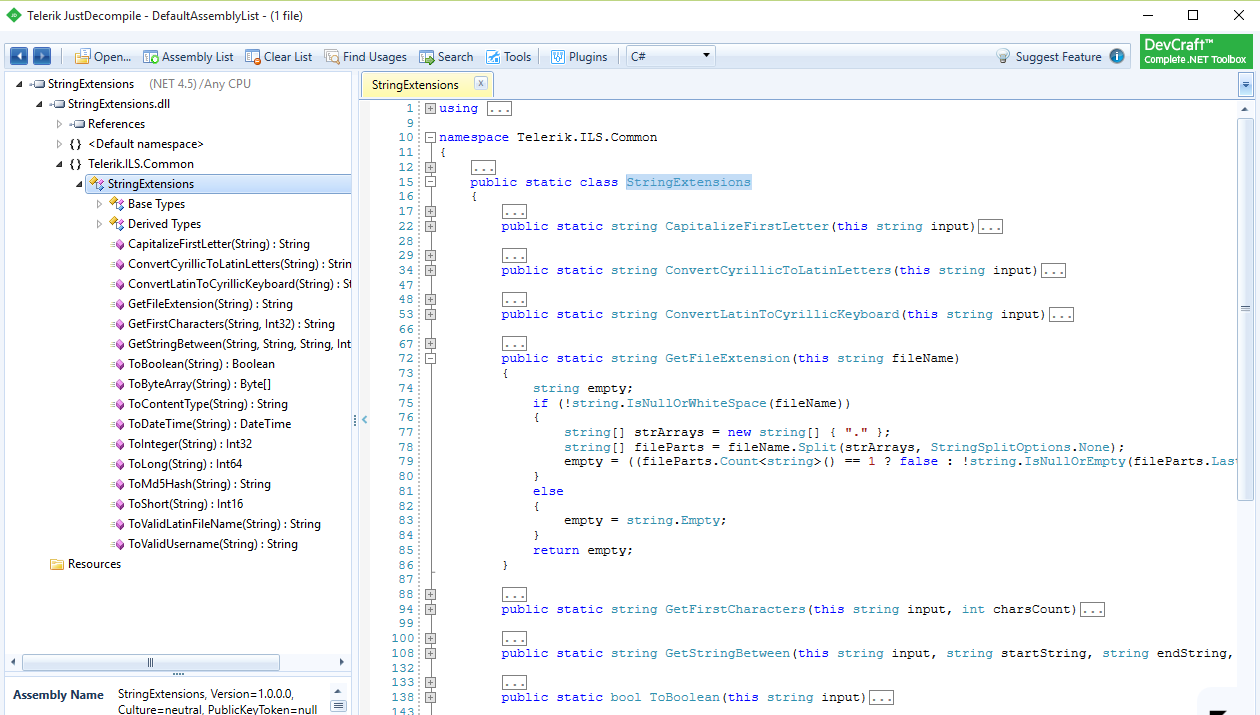 Telerik JustDecompile - DefaultAssemblyList - (1 file)
Open... Assembly List Clear List Find Usages Search Tools Plugins C# Suggest Feature
DevCraft™
Complete .NET Toolbox
StringExtensions (NET 4.5) /Any CPU
StringExtensions.dll
References
{} <Default namespace>
{} Telerik.ILS.Common
StringExtensions
Base Types
Derived Types
CapitalizeFirstLetter(String) : String
ConvertCyrillicToLatinLetters(String) : Strin
ConvertLatinToCyrillicKeyboard(String) : St
GetFileExtension(String) : String
GetFirstCharacters(String, Int32) : String
GetStringBetween(String, String, String, Int
ToBoolean(String) : Boolean
ToByteArray(String) : Byte[]
ToContentType(String) : String
ToDateTime(String) : DateTime
ToInteger(String) : Int32
ToLong(String) : Int64
ToMd5Hash(String) : String
ToShort(String) : Int16
ToValidLatinFileName(String) : String
ToValidUsername(String) : String
Resources
Assembly Name StringExtensions, Version=1.0.0.0,
Culture=neutral, PublicKeyToken=null
StringExtensions x
1 using ...
9
10 namespace Telerik.ILS.Common
11 {
12 ...
15 public static class StringExtensions
16 {
17 ...
22 public static string CapitalizeFirstLetter(this string input)...
28
29 ...
34 public static string ConvertCyrillicToLatinLetters(this string input)...
47
48 ...
53 public static string ConvertLatinToCyrillicKeyboard(this string input)...
66
67 ...
72 public static string GetFileExtension(this string fileName)
73 {
74 string empty;
75 if (!string.IsNullOrWhiteSpace(fileName))
76 {
77 string[] strArrays = new string[] { "." };
78 string[] fileParts = fileName.Split(strArrays, StringSplitOptions.None);
79 empty = ((fileParts.Count<string>() == 1 ? false : !string.IsNullOrEmpty(fileParts.Las
80 }
81 else
82 {
83 empty = string.Empty;
84 }
85 return empty;
86 }
87
88 ...
94 public static string GetFirstCharacters(this string input, int charsCount)...
99
100 ...
108 public static string GetStringBetween(this string input, string startString, string endString,
132
133 ...
138 public static bool ToBoolean(this string input)...
143